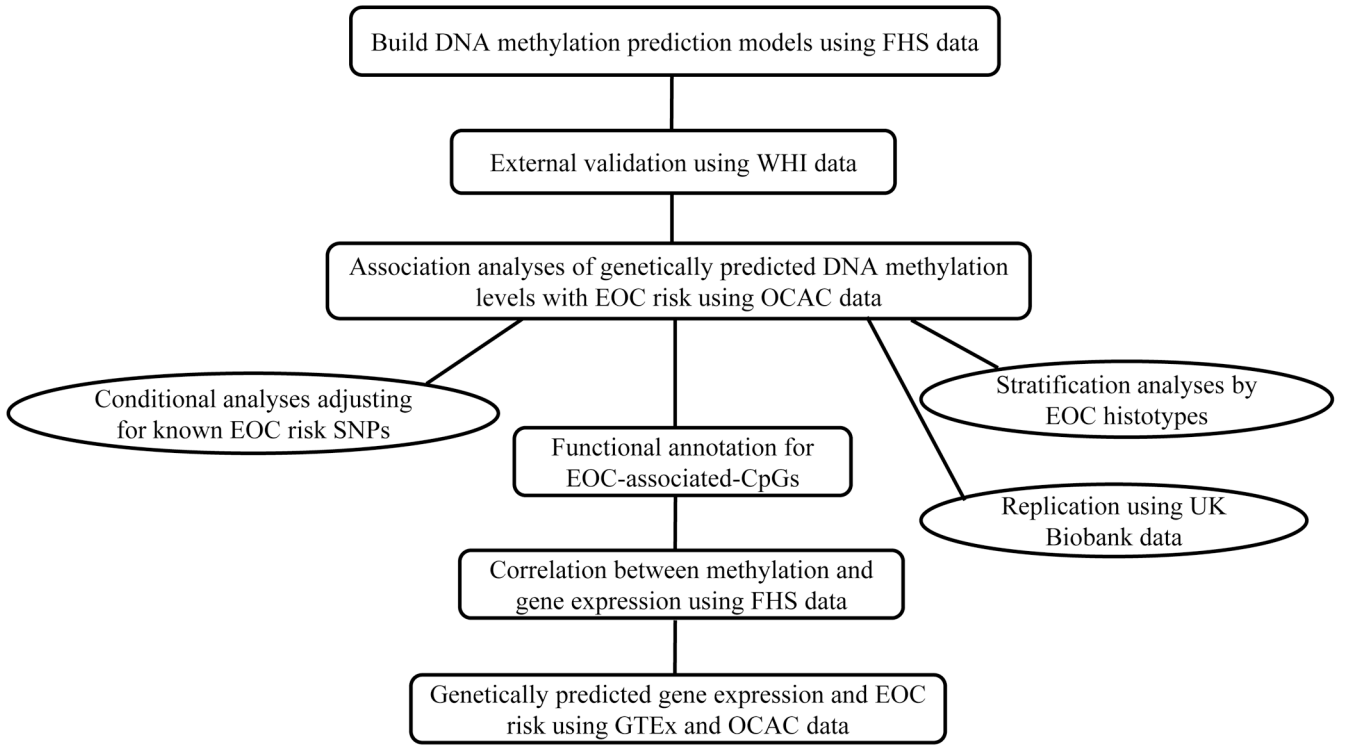 Build DNA methylation prediction models using FHS data
External validation using WHI data
Association analyses of genetically predicted DNA methylation
levels with EOC risk using OCAC data
Conditional analyses adjusting
for known EOC risk SNPs
Stratification analyses by
EOC histotypes
Functional annotation for
EOC-associated-CpGs
Replication using UK
Biobank data
Correlation between methylation and
gene expression using FHS data
Genetically predicted gene expression and EOC
risk using GTEx and OCAC data